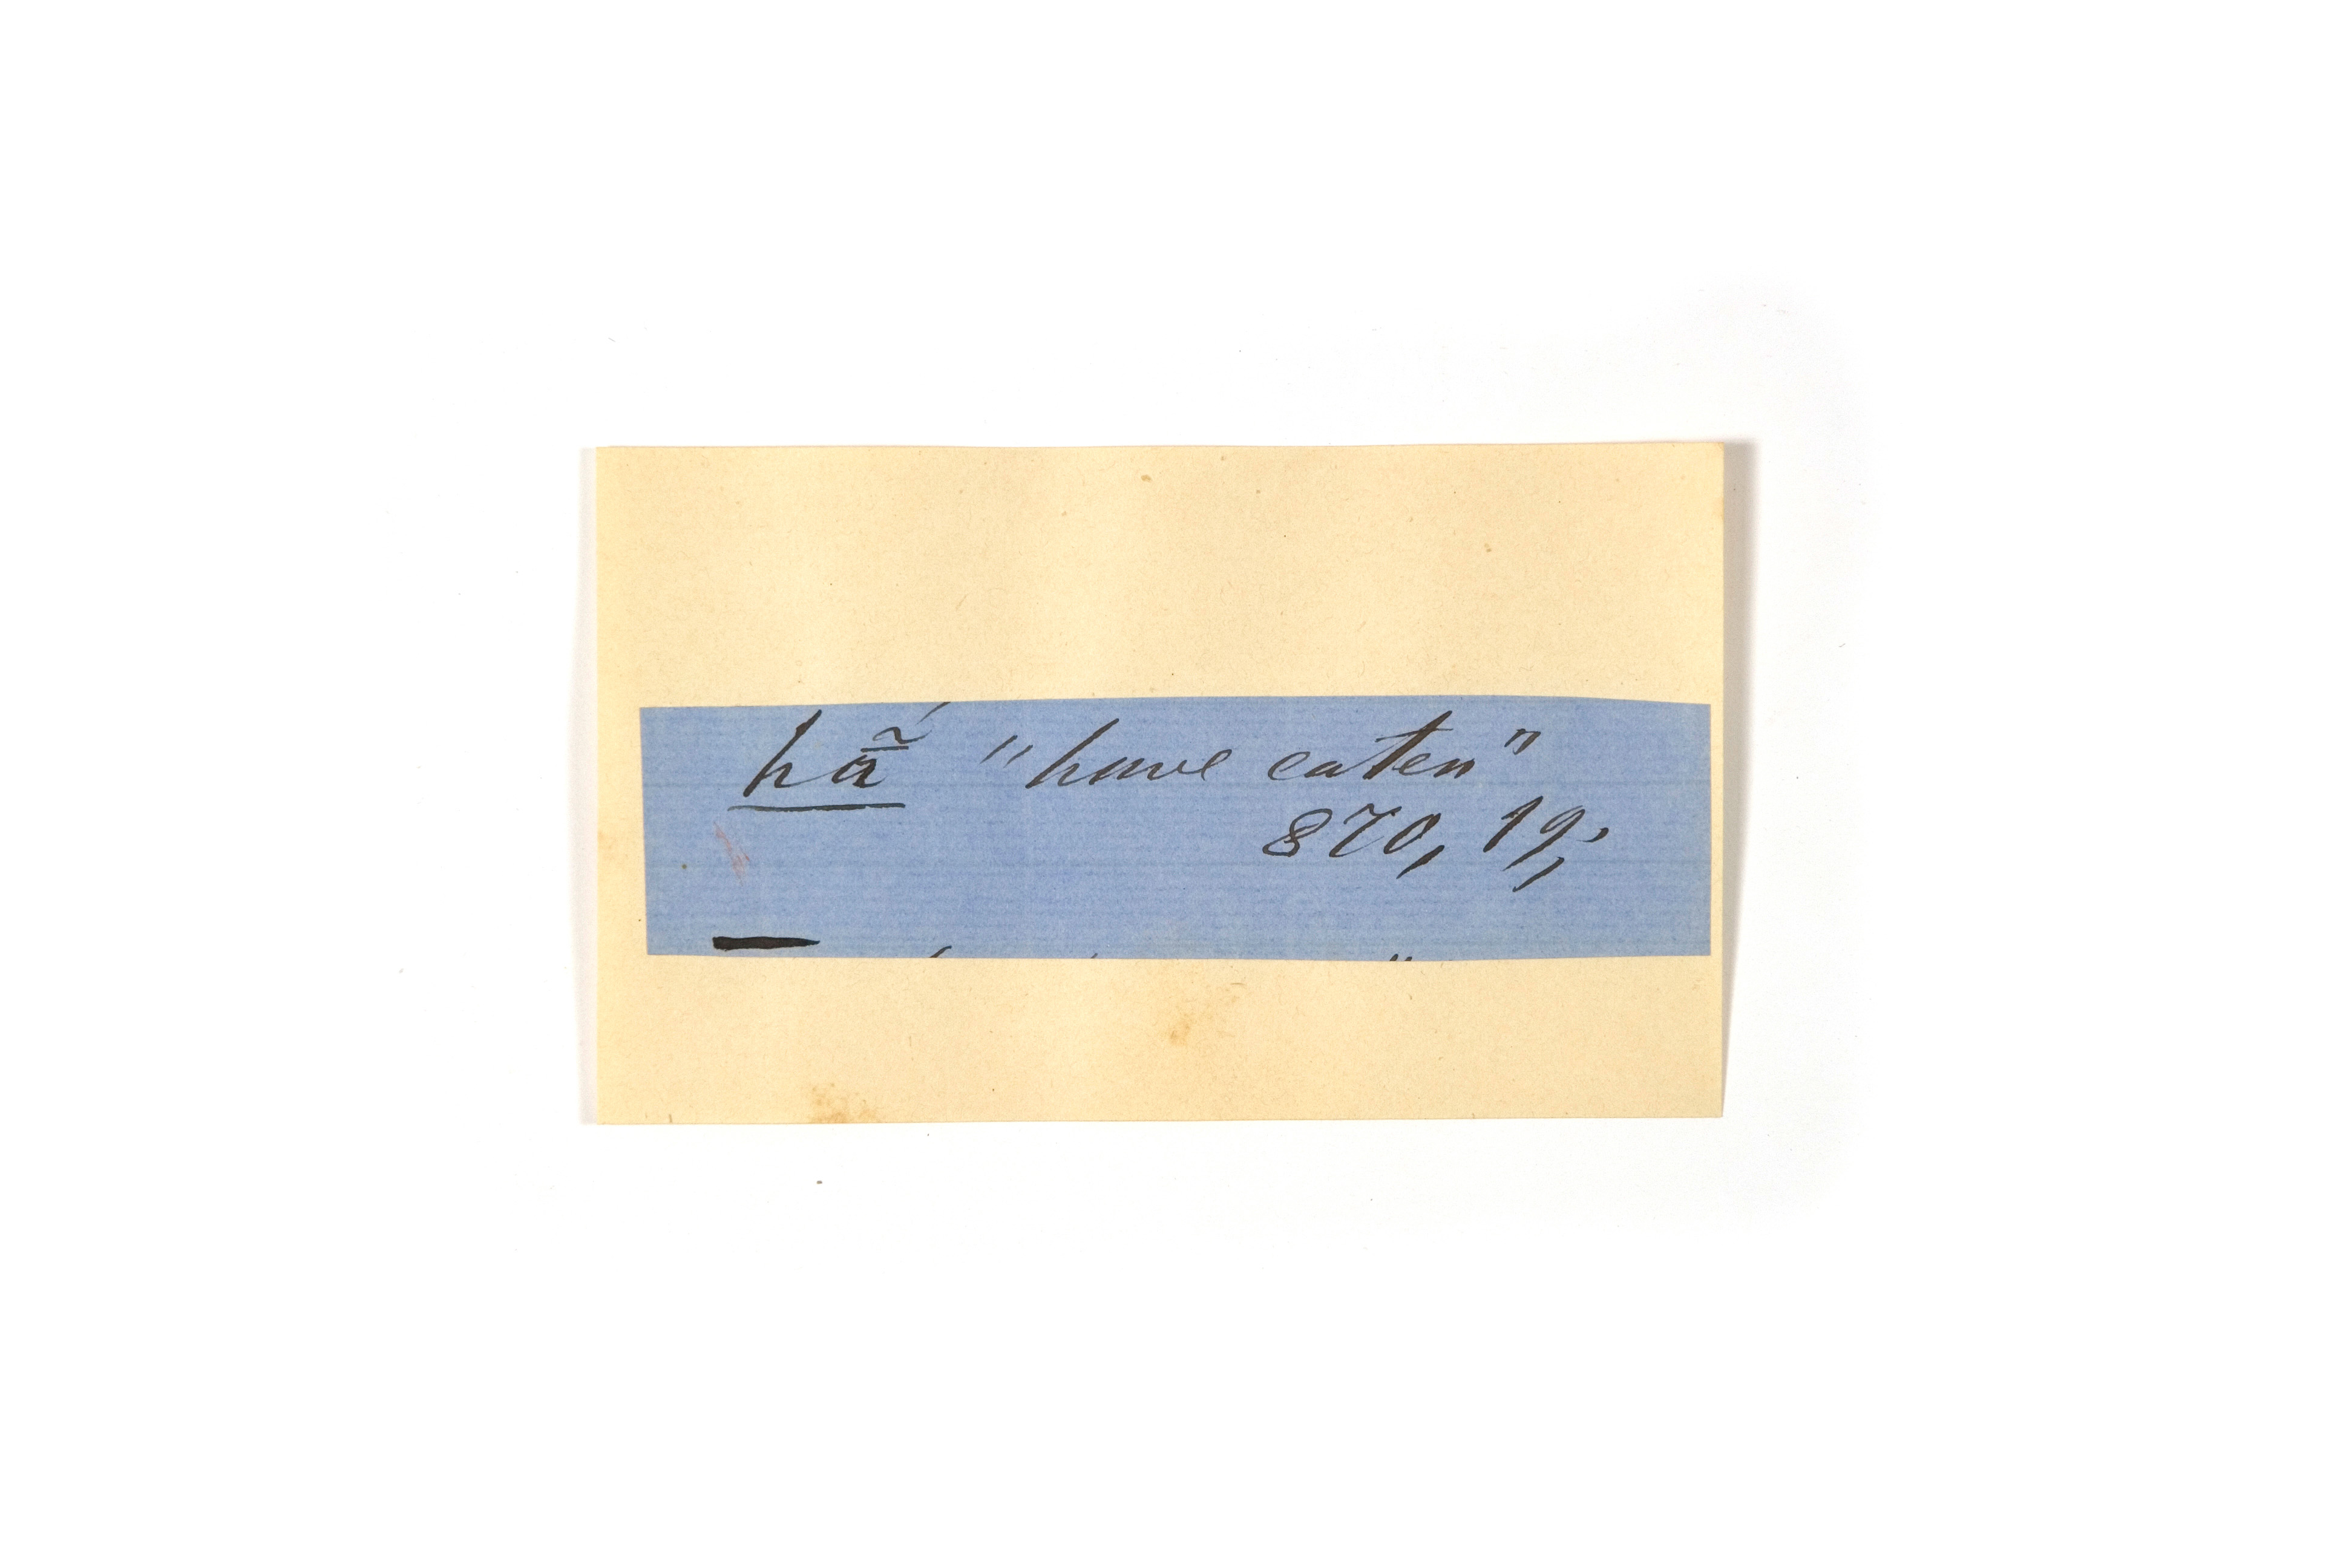 hā̃́ "have eaten"
870, 19,'